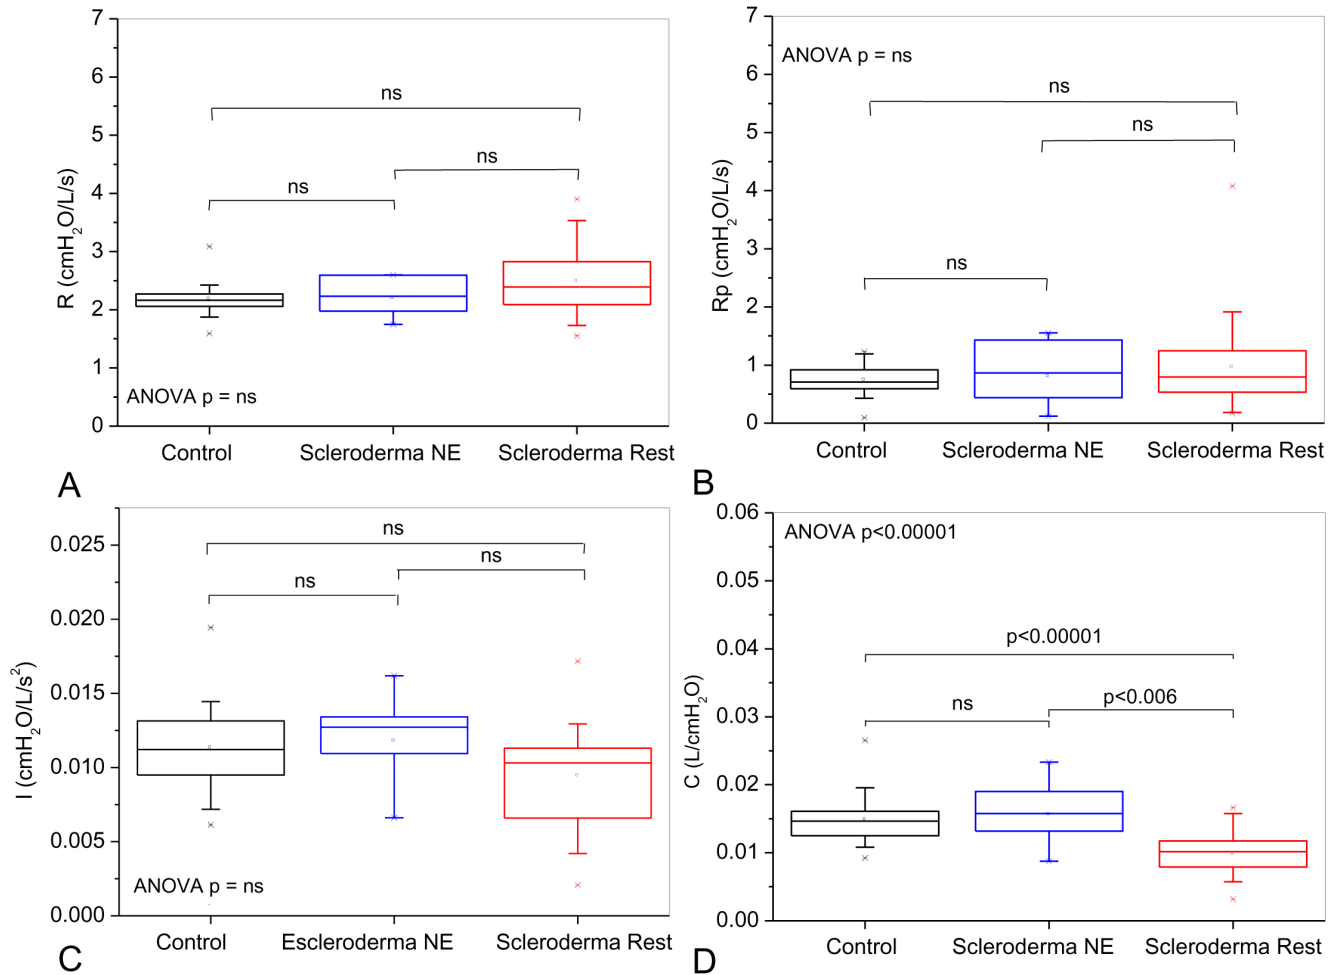 7
6
5
4
3
2
1
0
R (cmH2O/L/s)
ns
ns
ns
ANOVA p = ns
Control
Scleroderma NE
Scleroderma Rest
A
7
6
5
4
3
2
1
0
Rp (cmH2O/L/s)
ANOVA p = ns
ns
ns
ns
Control
Scleroderma NE
Scleroderma Rest
B
0.025
0.020
0.015
0.010
0.005
0.000
I (cmH2O/L/s2)
ns
ns
ns
ANOVA p = ns
Control
Escleroderma NE
Scleroderma Rest
C
0.06
0.05
0.04
0.03
0.02
0.01
0.00
C (L/cmH2O)
ANOVA p<0.00001
p<0.00001
p<0.006
ns
Control
Scleroderma NE
Scleroderma Rest
D